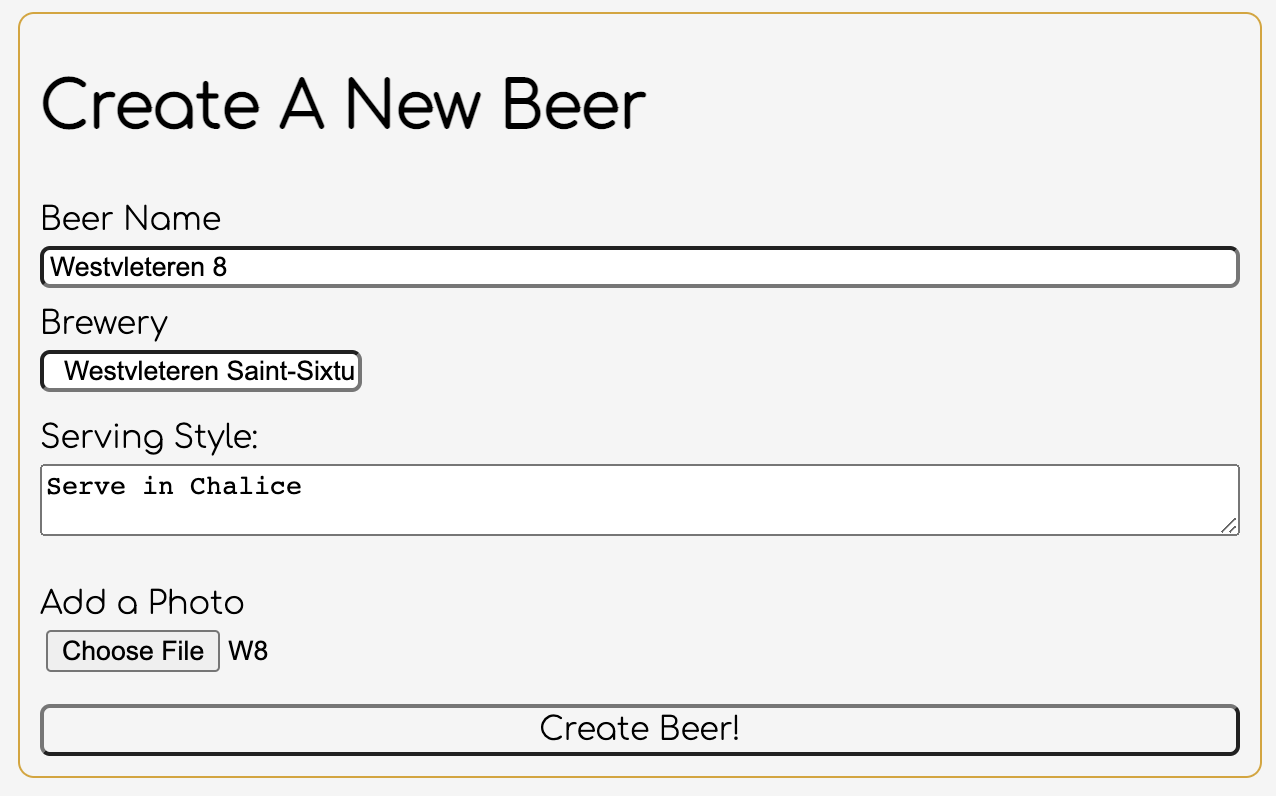 Create A New Beer
Beer Name
Westvleteren 8
Brewery
Westvleteren Saint-Sixtu
Serving Style:
Serve in Chalice
Add a Photo
Choose File W8
Create Beer!